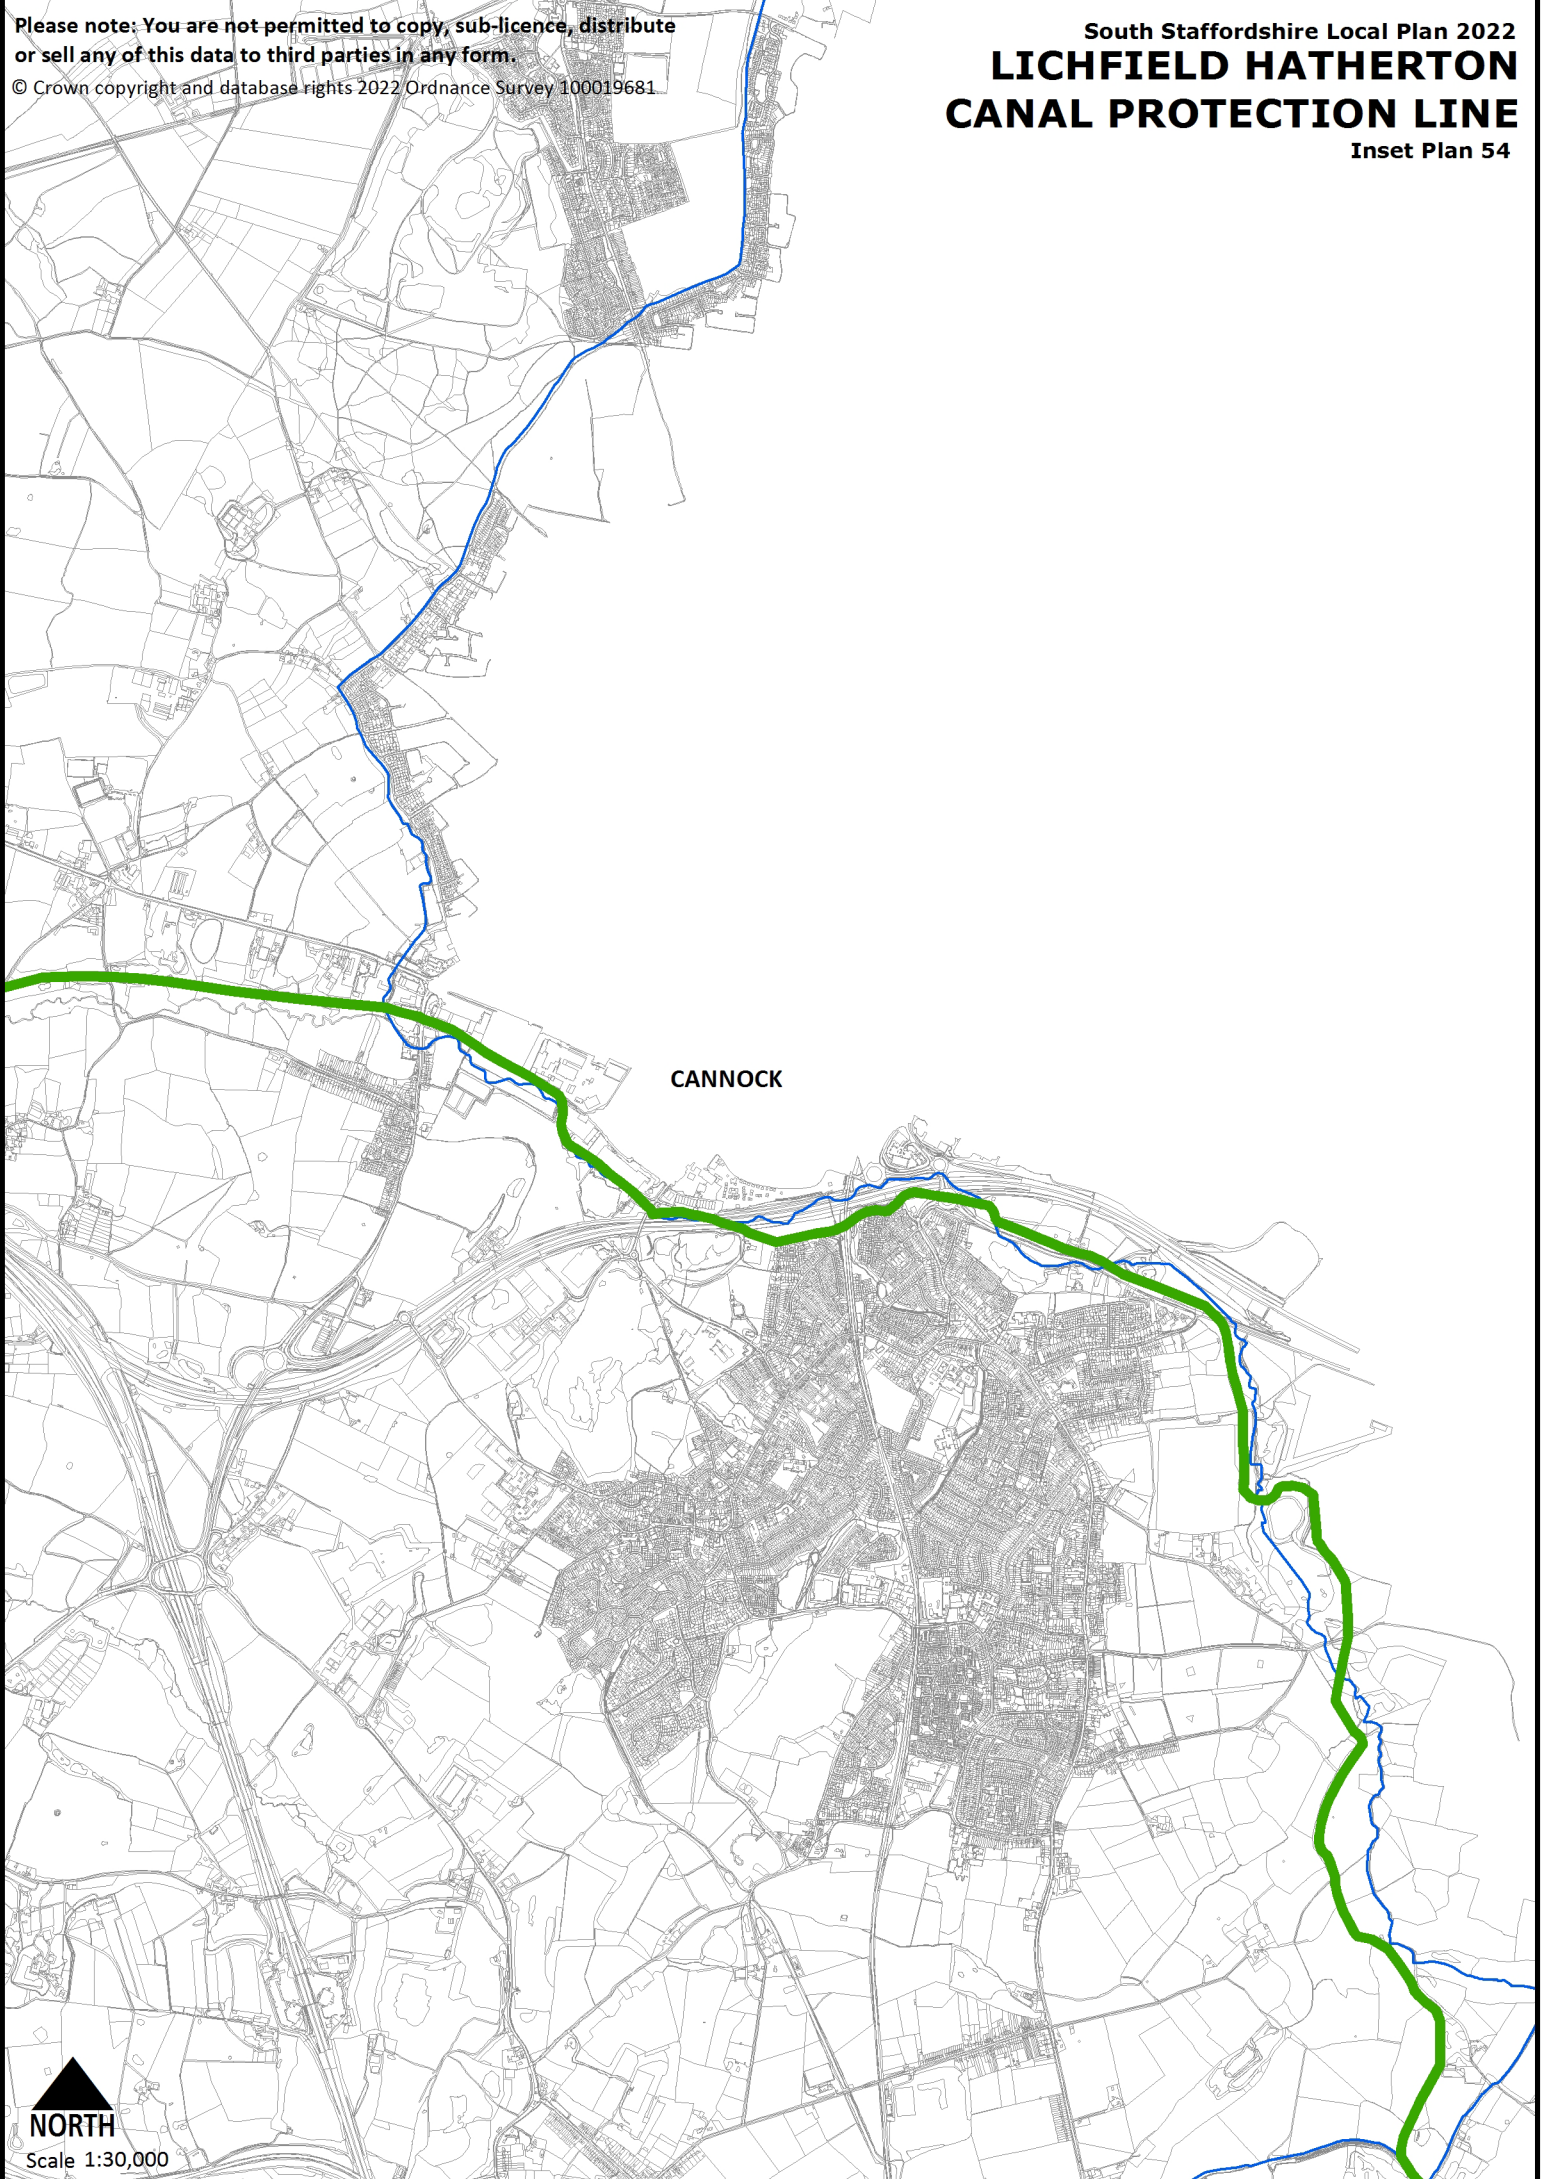 Please note: You are not permitted to copy, sub-licence, distribute
or sell any of this data to third parties in any form.
© Crown copyright and database rights 2022 Ordnance Survey 100019681
South Staffordshire Local Plan 2022
LICHFIELD HATHERTON
CANAL PROTECTION LINE
Inset Plan 54
CANNOCK
NORTH
Scale 1:30,000